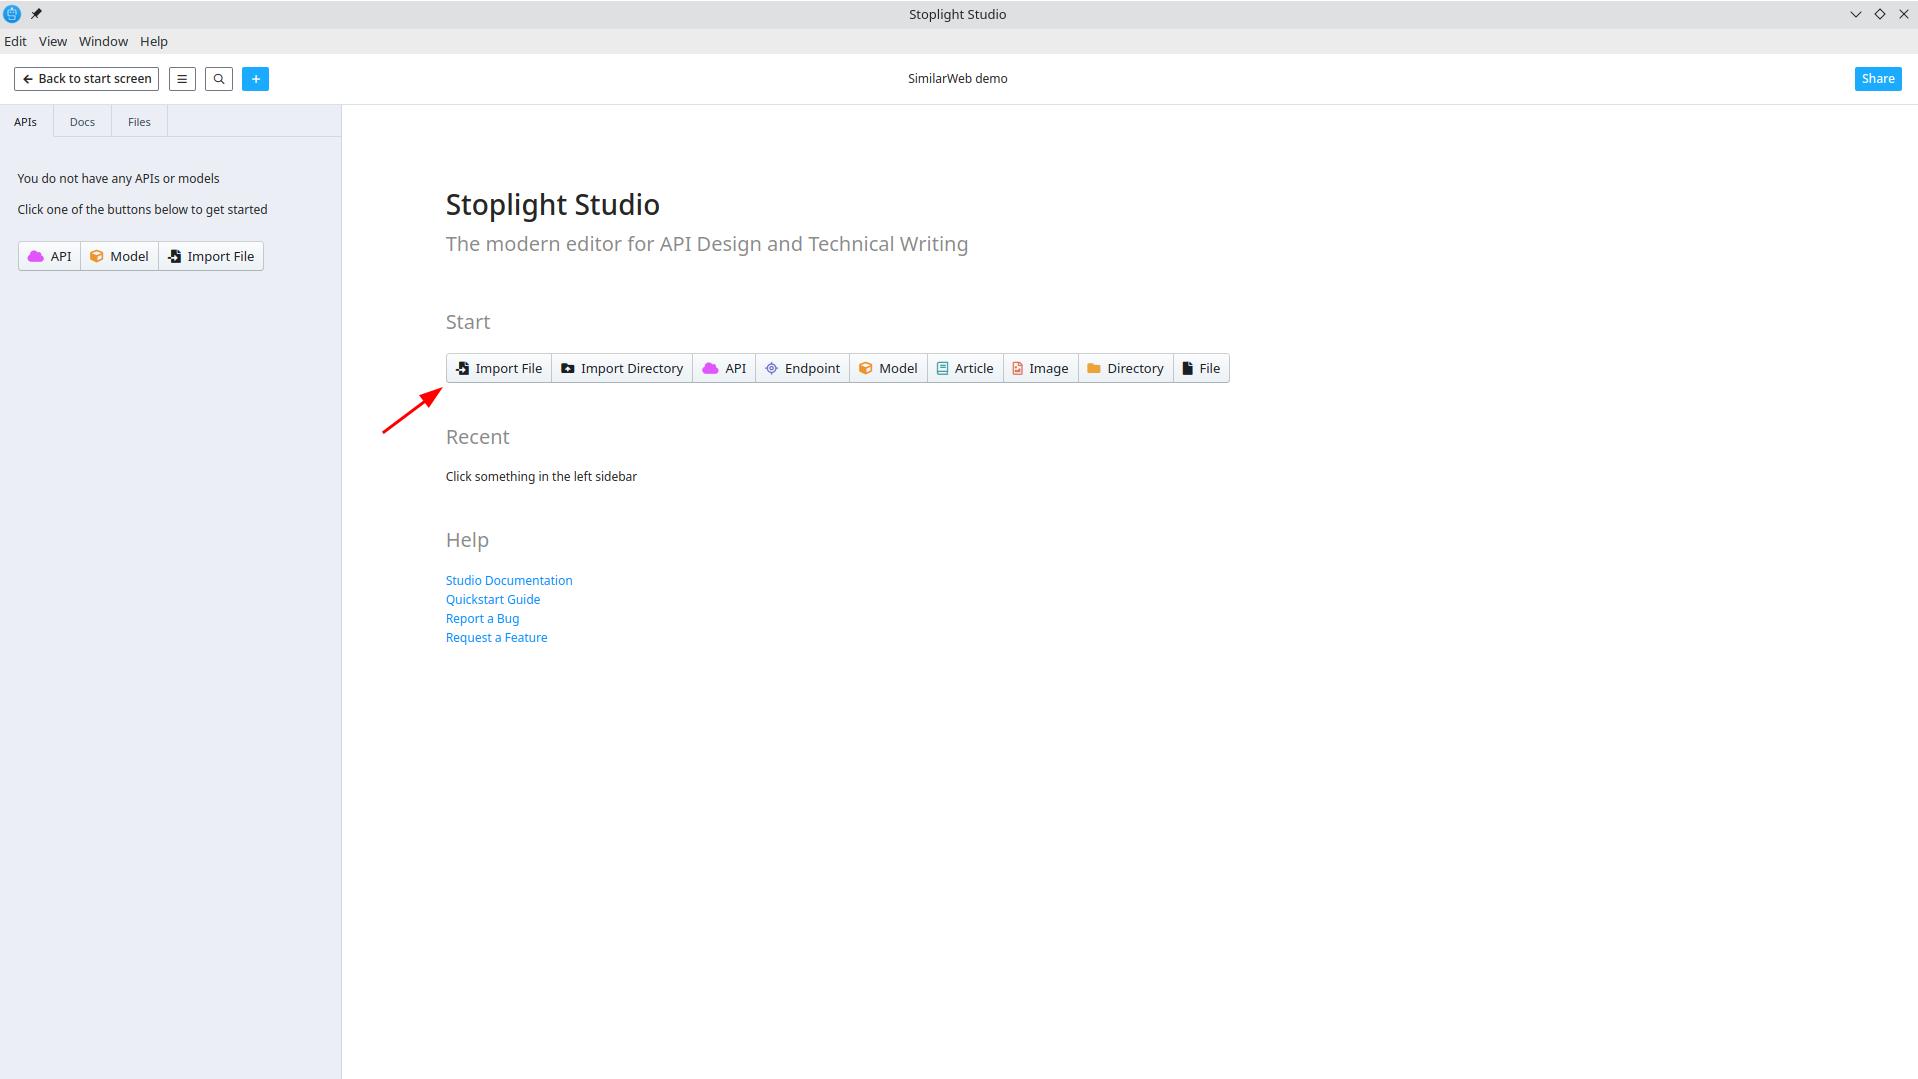 Stoplight Studio
Edit View Window Help
Back to start screen
SimilarWeb demo
Share
APIs Docs Files
You do not have any APIs or models
Click one of the buttons below to get started
API Model Import File
Stoplight Studio
The modern editor for API Design and Technical Writing
Start
Import File Import Directory API Endpoint Model Article Image Directory File
Recent
Click something in the left sidebar
Help
Studio Documentation
Quickstart Guide
Report a Bug
Request a Feature